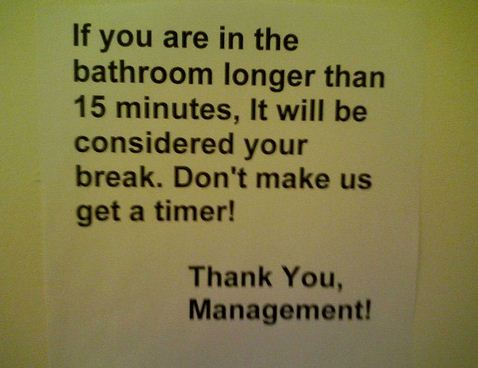 If you are in the
bathroom longer than
15 minutes, It will be
considered your
break. Don't make us
get a timer!
Thank You,
Management!